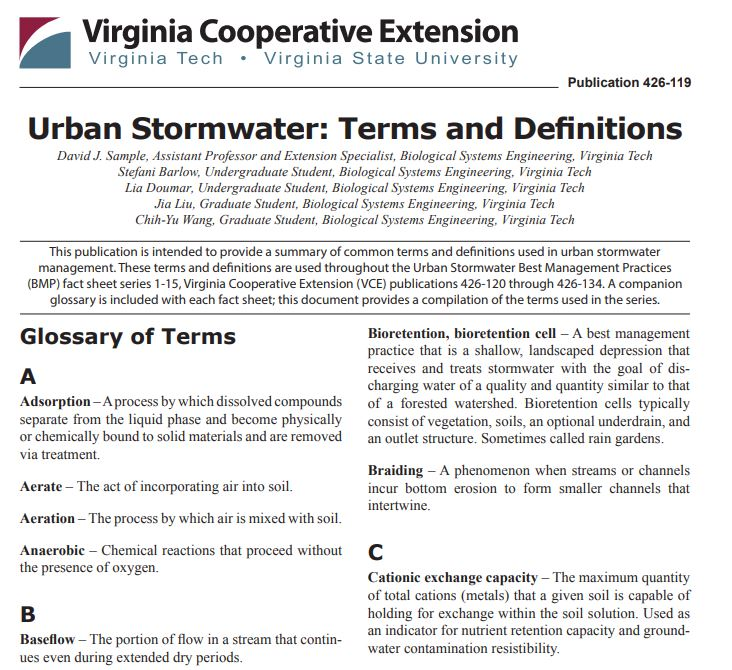 Virginia Cooperative Extension
Virginia Tech • Virginia State University
Publication 426-119
Urban Stormwater: Terms and Definitions
David J. Sample, Assistant Professor and Extension Specialist, Biological Systems Engineering, Virginia Tech
Stefani Barlow, Undergraduate Student, Biological Systems Engineering, Virginia Tech
Lia Doumar, Undergraduate Student, Biological Systems Engineering, Virginia Tech
Jia Liu, Graduate Student, Biological Systems Engineering, Virginia Tech
Chih-Yu Wang, Graduate Student, Biological Systems Engineering, Virginia Tech
This publication is intended to provide a summary of common terms and definitions used in urban stormwater
management. These terms and definitions are used throughout the Urban Stormwater Best Management Practices
(BMP) fact sheet series 1-15, Virginia Cooperative Extension (VCE) publications 426-120 through 426-134. A companion
glossary is included with each fact sheet; this document provides a compilation of the terms used in the series.
Glossary of Terms
A
Adsorption – A process by which dissolved compounds
separate from the liquid phase and become physically
or chemically bound to solid materials and are removed
via treatment.
Aerate – The act of incorporating air into soil.
Aeration – The process by which air is mixed with soil.
Anaerobic – Chemical reactions that proceed without
the presence of oxygen.
B
Baseflow – The portion of flow in a stream that contin-
ues even during extended dry periods.
Bioretention, bioretention cell – A best management
practice that is a shallow, landscaped depression that
receives and treats stormwater with the goal of dis-
charging water of a quality and quantity similar to that
of a forested watershed. Bioretention cells typically
consist of vegetation, soils, an optional underdrain, and
an outlet structure. Sometimes called rain gardens.
Braiding – A phenomenon when streams or channels
incur bottom erosion to form smaller channels that
intertwine.
C
Cationic exchange capacity – The maximum quantity
of total cations (metals) that a given soil is capable of
holding for exchange within the soil solution. Used as
an indicator for nutrient retention capacity and ground-
water contamination resistibility.